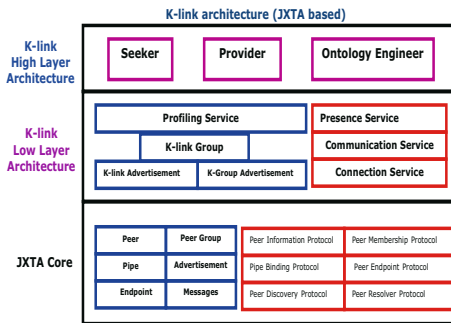 K-link architecture (JXTA based)
K-link
High Layer
Architecture
Seeker
Provider
Ontology Engineer
K-link
Low Layer
Architecture
Profiling Service
K-link Group
K-link Advertisement
K-Group Advertisement
Presence Service
Communication Service
Connection Service
JXTA Core
Peer
Peer Group
Pipe
Advertisement
Endpoint
Messages
Peer Information Protocol
Peer Membership Protocol
Pipe Binding Protocol
Peer Endpoint Protocol
Peer Discovery Protocol
Peer Resolver Protocol